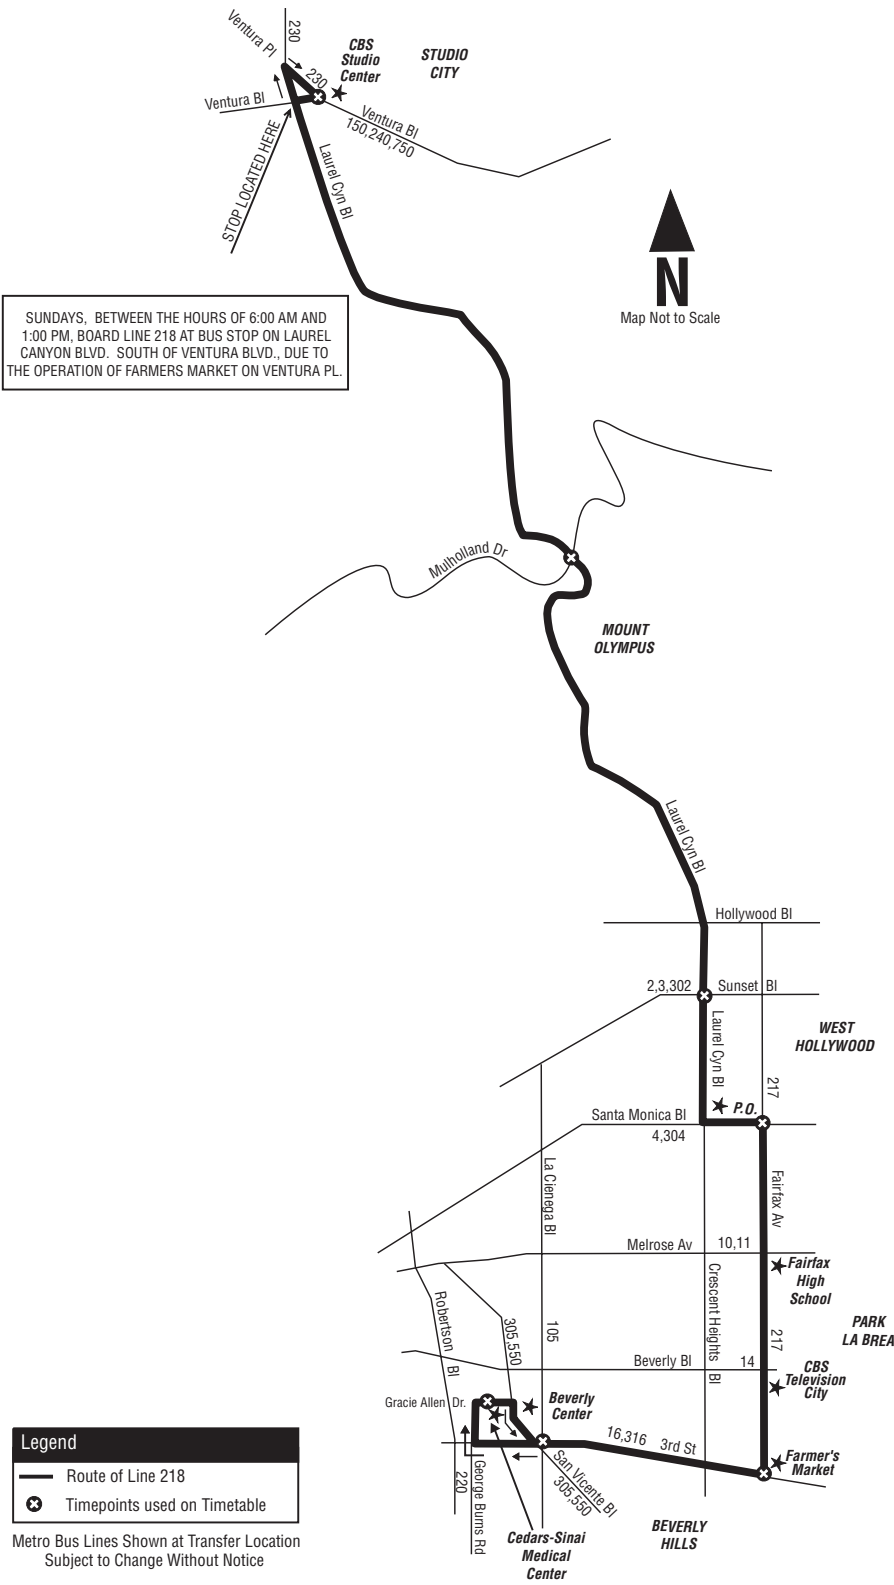 230
Ventura Pl
CBS
Studio
Center
STUDIO
CITY
230
Ventura Bl
Ventura Bl
150,240,750
STOP LOCATED HERE
Laurel Cyn Bl
N
Map Not to Scale
SUNDAYS, BETWEEN THE HOURS OF 6:00 AM AND
1:00 PM, BOARD LINE 218 AT BUS STOP ON LAUREL
CANYON BLVD. SOUTH OF VENTURA BLVD., DUE TO
THE OPERATION OF FARMERS MARKET ON VENTURA PL.
Mulholland Dr
MOUNT
OLYMPUS
Laurel Cyn Bl
Hollywood Bl
2,3,302
Sunset Bl
Laurel Cyn Bl
WEST
HOLLYWOOD
217
P.O.
Santa Monica Bl
4,304
La Cienega Bl
Fairfax Av
Melrose Av
10,11
Fairfax
High
School
Crescent Heights Bl
Robertson Bl
305,550
105
217
PARK
LA BREA
Beverly Bl
14
CBS
Television
City
Gracie Allen Dr.
Beverly
Center
16,316
3rd St
Farmer's
Market
San Vicente Bl
305,550
220
George Burns Rd
Cedars-Sinai
Medical
Center
BEVERLY
HILLS
Legend
Route of Line 218
Timepoints used on Timetable
Metro Bus Lines Shown at Transfer Location
Subject to Change Without Notice